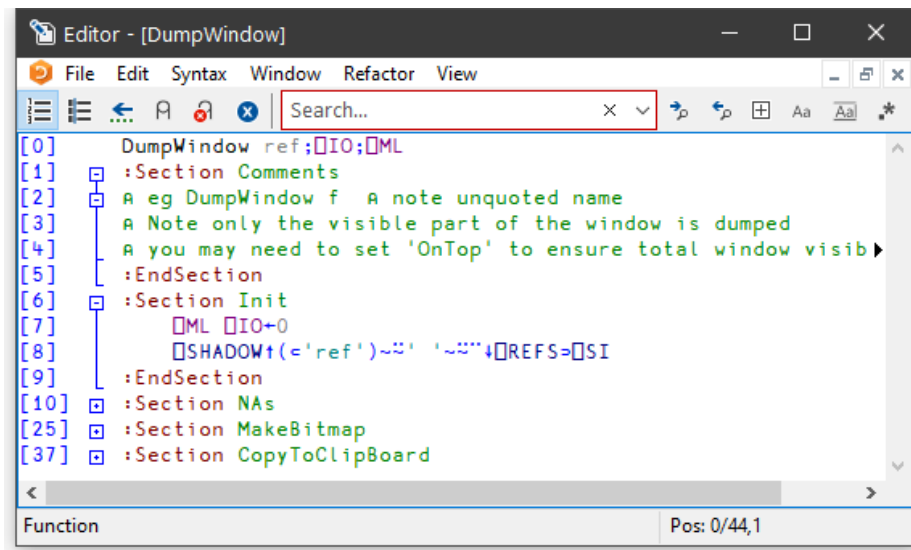 Editor - [DumpWindow]
File Edit Syntax Window Refactor View
Search...
Aa Aa
[0] DumpWindow ref;⎕IO;⎕ML
[1] :Section Comments
[2] ⍝ eg DumpWindow f ⍝ note unquoted name
[3] ⍝ Note only the visible part of the window is dumped
[4] ⍝ you may need to set 'OnTop' to ensure total window visib
[5] :EndSection
[6] :Section Init
[7] ⎕ML ⎕IO←0
[8] ⎕SHADOW↑(⊂'ref')~⍨' '~⍨¨↓⎕REFS⊃⎕SI
[9] :EndSection
[10] :Section NAs
[25] :Section MakeBitmap
[37] :Section CopyToClipBoard
Function Pos: 0/44,1